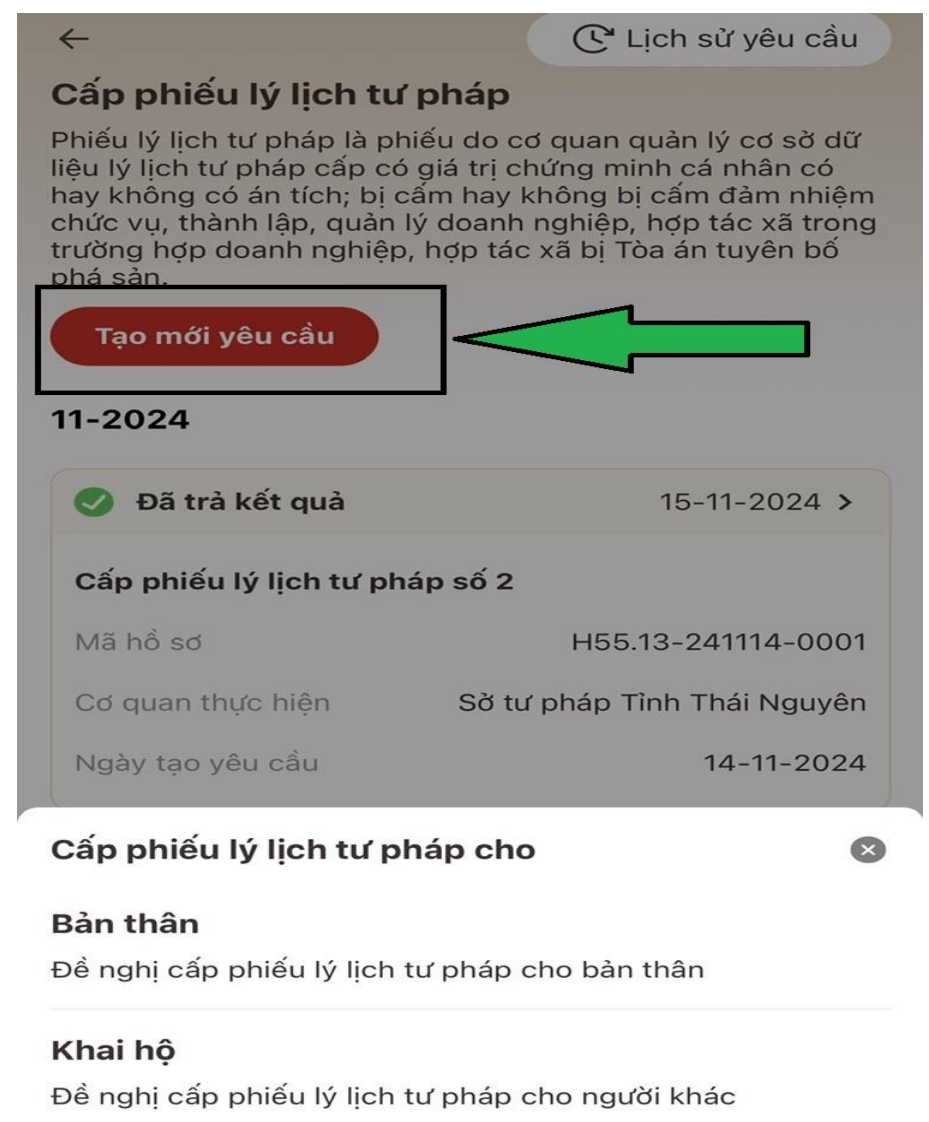 Lịch sử yêu cầu
Cấp phiếu lý lịch tư pháp
Phiếu lý lịch tư pháp là phiếu do cơ quan quản lý cơ sở dữ
liệu lý lịch tư pháp cấp có giá trị chứng minh cá nhân có
hay không có án tích; bị cấm hay không bị cấm đảm nhiệm
chức vụ, thành lập, quản lý doanh nghiệp, hợp tác xã trong
trường hợp doanh nghiệp, hợp tác xã bị Tòa án tuyên bố
phá sản.
Tạo mới yêu cầu
11-2024
Đã trả kết quả 15-11-2024
Cấp phiếu lý lịch tư pháp số 2
Mã hồ sơ H55.13-241114-0001
Cơ quan thực hiện Sở tư pháp Tỉnh Thái Nguyên
Ngày tạo yêu cầu 14-11-2024
Cấp phiếu lý lịch tư pháp cho
Bản thân
Đề nghị cấp phiếu lý lịch tư pháp cho bản thân
Khai hộ
Đề nghị cấp phiếu lý lịch tư pháp cho người khác